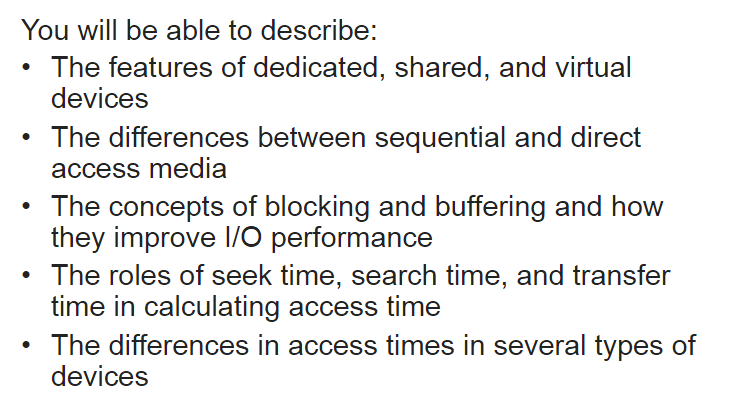 You will be able to describe:
• The features of dedicated, shared, and virtual
devices
• The differences between sequential and direct
access media
• The concepts of blocking and buffering and how
they improve I/O performance
• The roles of seek time, search time, and transfer
time in calculating access time
• The differences in access times in several types of
devices